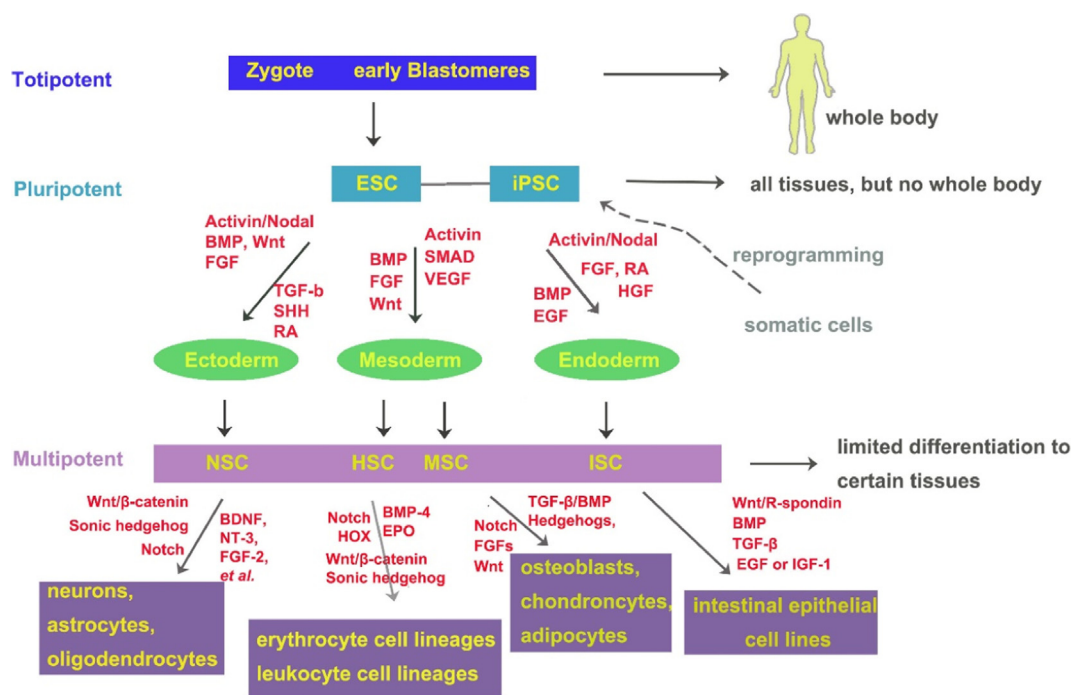 Totipotent
Zygote early Blastomeres
whole body
Pluripotent
ESC
iPSC
all tissues, but no whole body
reprogramming
somatic cells
Activin/Nodal
BMP, Wnt
FGF
TGF-b
SHH
RA
BMP
FGF
Wnt
Activin
SMAD
VEGF
Activin/Nodal
FGF, RA
HGF
BMP
EGF
Ectoderm
Mesoderm
Endoderm
Multipotent
NSC
HSC
MSC
ISC
limited differentiation to
certain tissues
Wnt/β-catenin
Sonic hedgehog
Notch
BDNF,
NT-3,
FGF-2,
et al.
Notch
HOX
BMP-4
EPO
Wnt/β-catenin
Sonic hedgehog
Notch
FGFs
Wnt
TGF-β/BMP
Hedgehogs,
Wnt/R-spondin
BMP
TGF-β
EGF or IGF-1
neurons,
astrocytes,
oligodendrocytes
erythrocyte cell lineages
leukocyte cell lineages
osteoblasts,
chondroncytes,
adipocytes
intestinal epithelial
cell lines